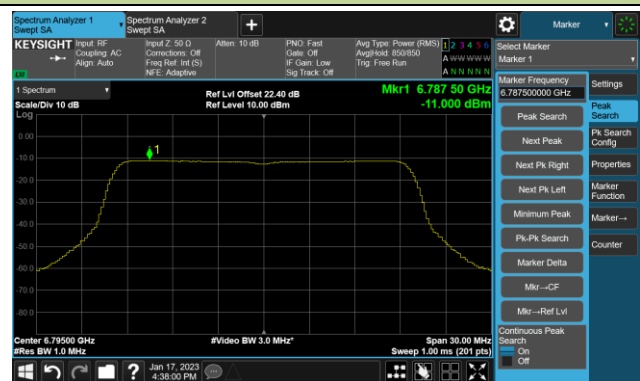 Spectrum Analyzer 1
Swept SA
Spectrum Analyzer 2
Swept SA
Marker
KEYSIGHT
Input: RF
Coupling: AC
Align: Auto
Input Z: 50 Ω
Corrections: Off
Freq Ref: Int (S)
NFE: Adaptive
Atten: 10 dB
PNO: Fast
Gate: Off
IF Gain: Low
Sig Track: Off
Avg Type: Power (RMS)
Avg|Hold: 850/850
Trig: Free Run
1 2 3 4 5 6
A W W W W W
A N N N N N
Select Marker
Marker 1
1 Spectrum
Scale/Div 10 dB
Log
Ref Lvl Offset 22.40 dB
Ref Level 10.00 dBm
Mkr1 6.787 50 GHz
-11.000 dBm
0.00
-10.0
-20.0
-30.0
-40.0
-50.0
-60.0
-70.0
-80.0
1
Center 6.79500 GHz
#Res BW 1.0 MHz
#Video BW 3.0 MHz*
Span 30.00 MHz
Sweep 1.00 ms (201 pts)
Marker Frequency
6.787500000 GHz
Peak Search
Next Peak
Next Pk Right
Next Pk Left
Minimum Peak
Pk-Pk Search
Marker Delta
Mkr→CF
Mkr→Ref Lvl
Continuous Peak
Search
On
Off
Settings
Peak
Search
Pk Search
Config
Properties
Marker
Function
Marker→
Counter
Jan 17, 2023
4:38:00 PM